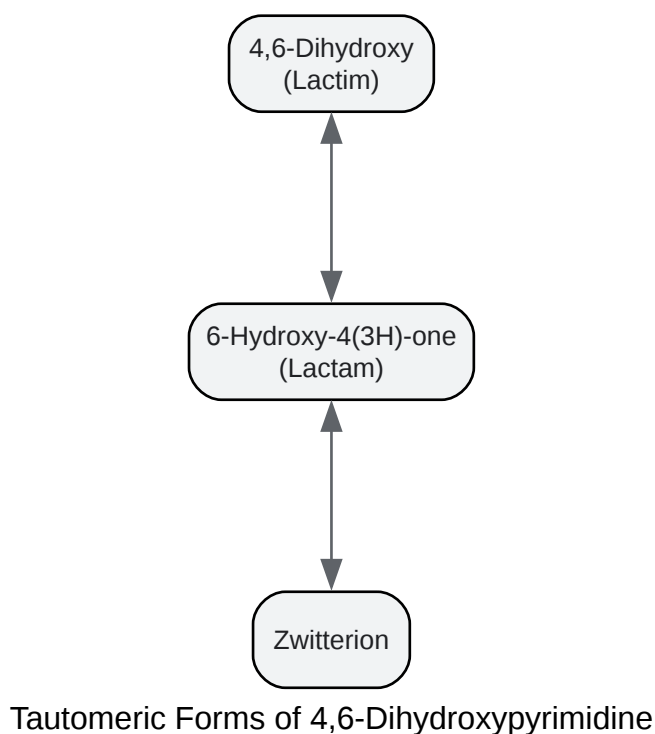 4,6-Dihydroxy
(Lactim)
6-Hydroxy-4(3H)-one
(Lactam)
Zwitterion
Tautomeric Forms of 4,6-Dihydroxypyrimidine